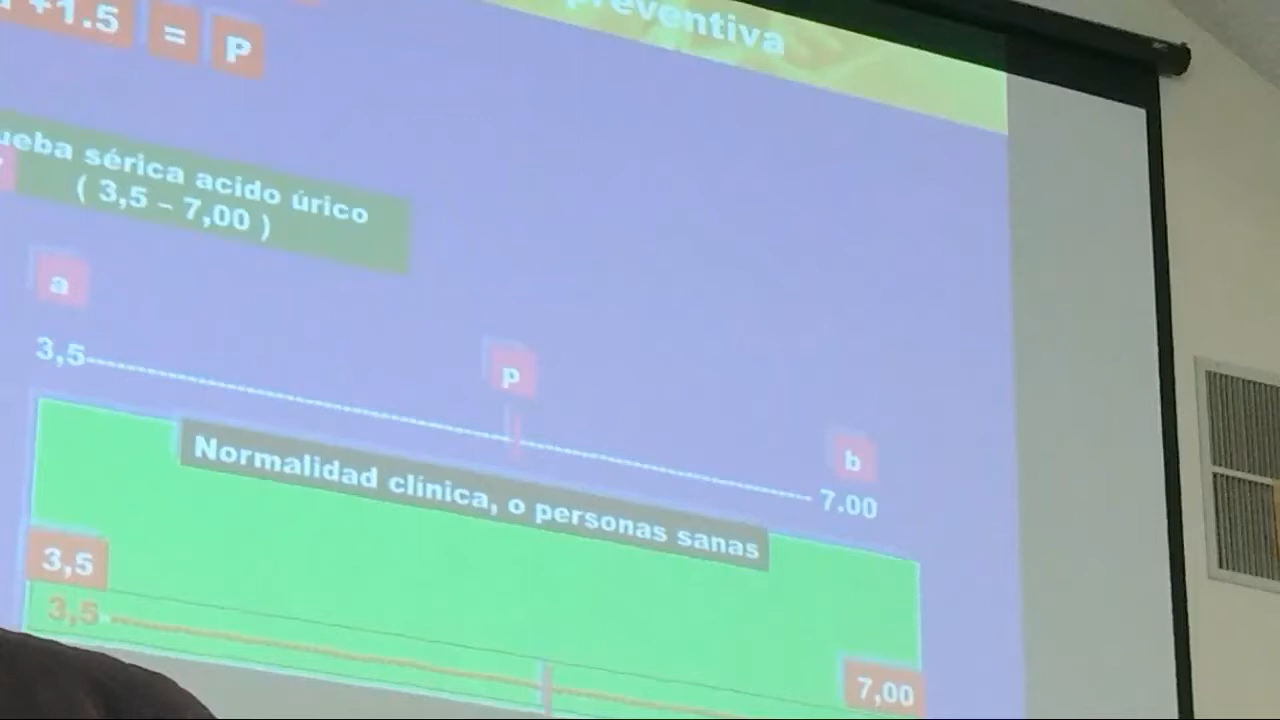 preventiva
+1.5 = P
ueba sérica acido úrico
( 3,5 – 7,00 )
a
3,5
p
b
7.00
Normalidad clínica, o personas sanas
3,5
3,5
7,00